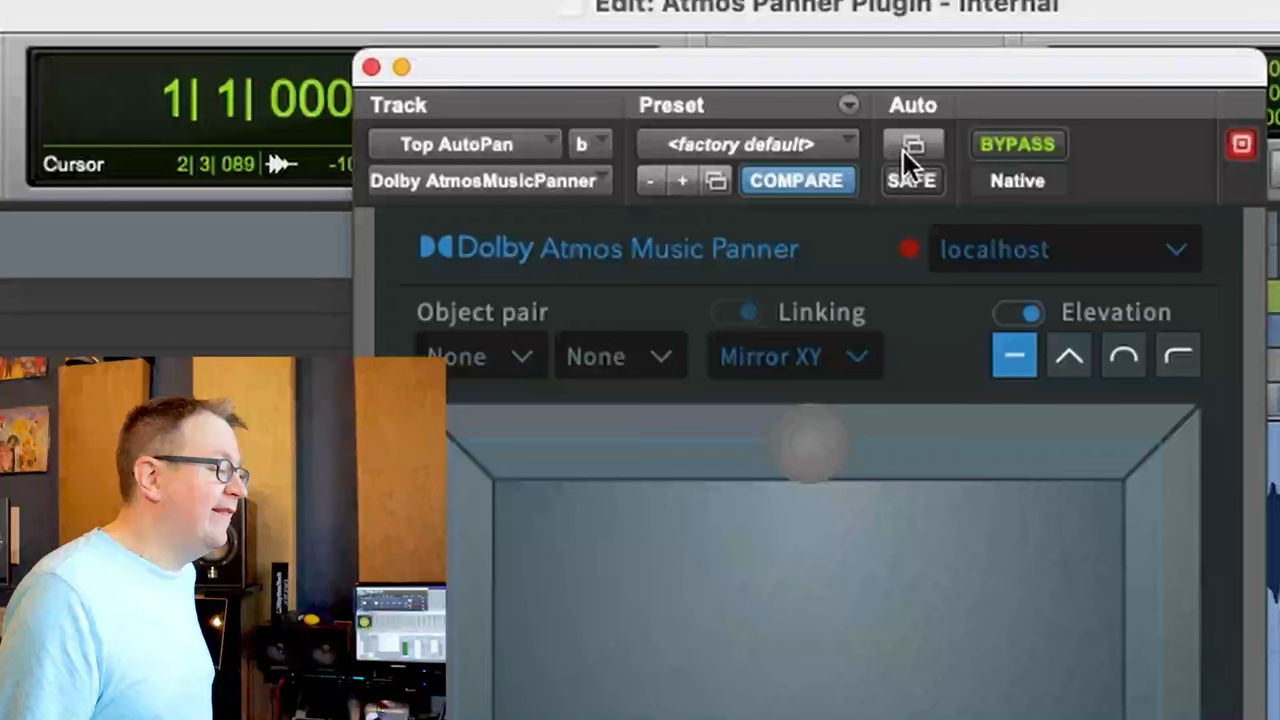 Edit: Atmos Panner Plugin - Internal
1| 1| 000
Cursor 2| 3| 089 -10
Track Preset Auto
Top AutoPan b <factory default> BYPASS
Dolby AtmosMusicPanner - + COMPARE SAFE Native
Dolby Atmos Music Panner localhost
Object pair Linking Elevation
None None Mirror XY